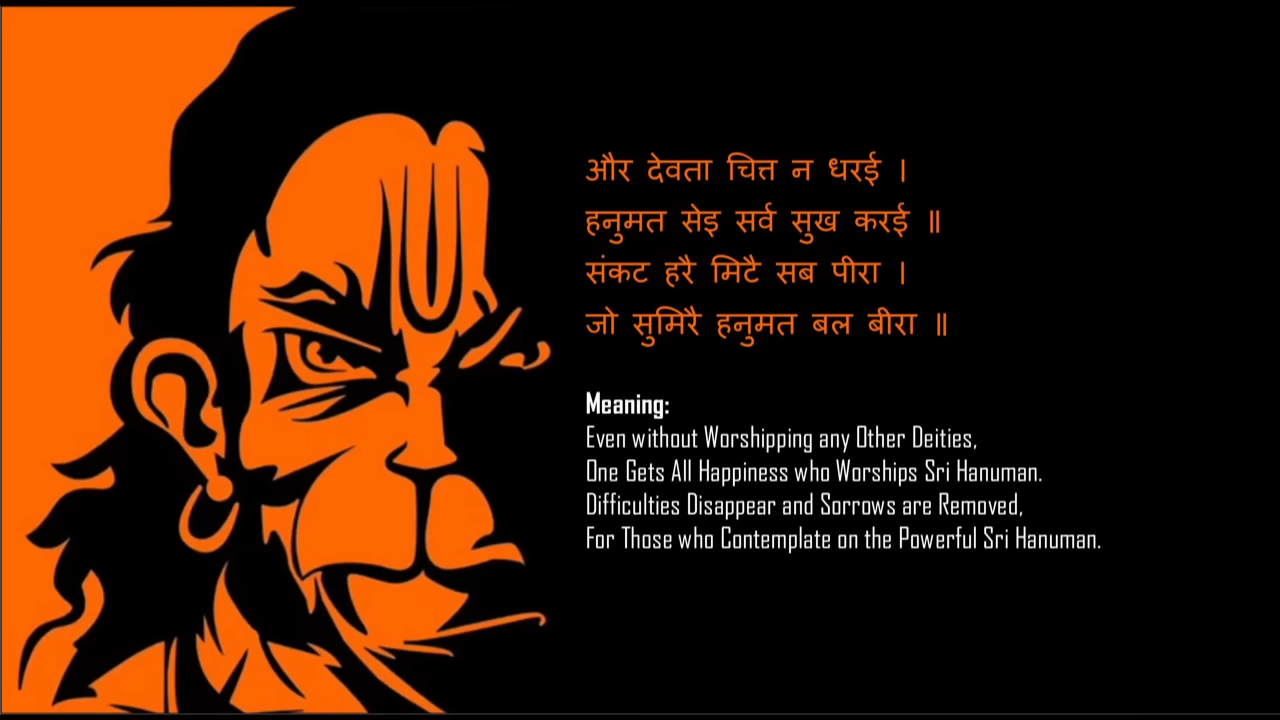 और देवता चित्त न धरई ।
हनुमत सेइ सर्व सुख करई ॥
संकट हरै मिटै सब पीरा ।
जो सुमिरै हनुमत बल बीरा ॥
Meaning:
Even without Worshipping any Other Deities,
One Gets All Happiness who Worships Sri Hanuman.
Difficulties Disappear and Sorrows are Removed,
For Those who Contemplate on the Powerful Sri Hanuman.